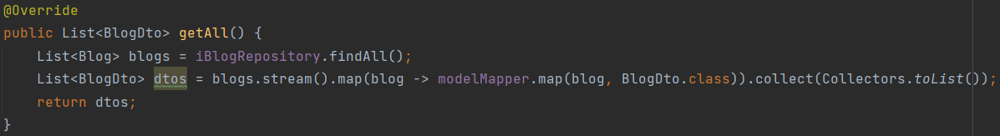 @Override
public List<BlogDto> getAll() {
List<Blog> blogs = iBlogRepository.findAll();
List<BlogDto> dtos = blogs.stream().map(blog -> modelMapper.map(blog, BlogDto.class)).collect(Collectors.toList());
return dtos;
}